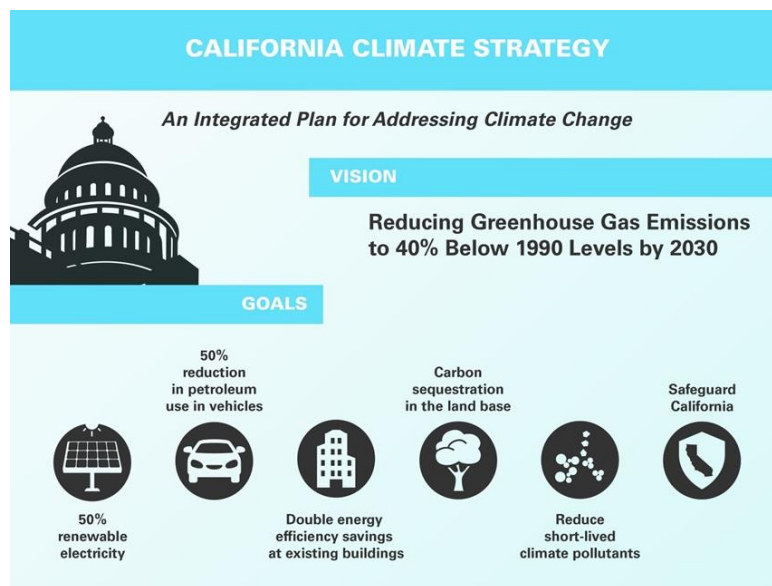 CALIFORNIA CLIMATE STRATEGY
An Integrated Plan for Addressing Climate Change
VISION
Reducing Greenhouse Gas Emissions
to 40% Below 1990 Levels by 2030
GOALS
50%
renewable
electricity
50%
reduction
in petroleum
use in vehicles
Double energy
efficiency savings
at existing buildings
Carbon
sequestration
in the land base
Reduce
short-lived
climate pollutants
Safeguard
California